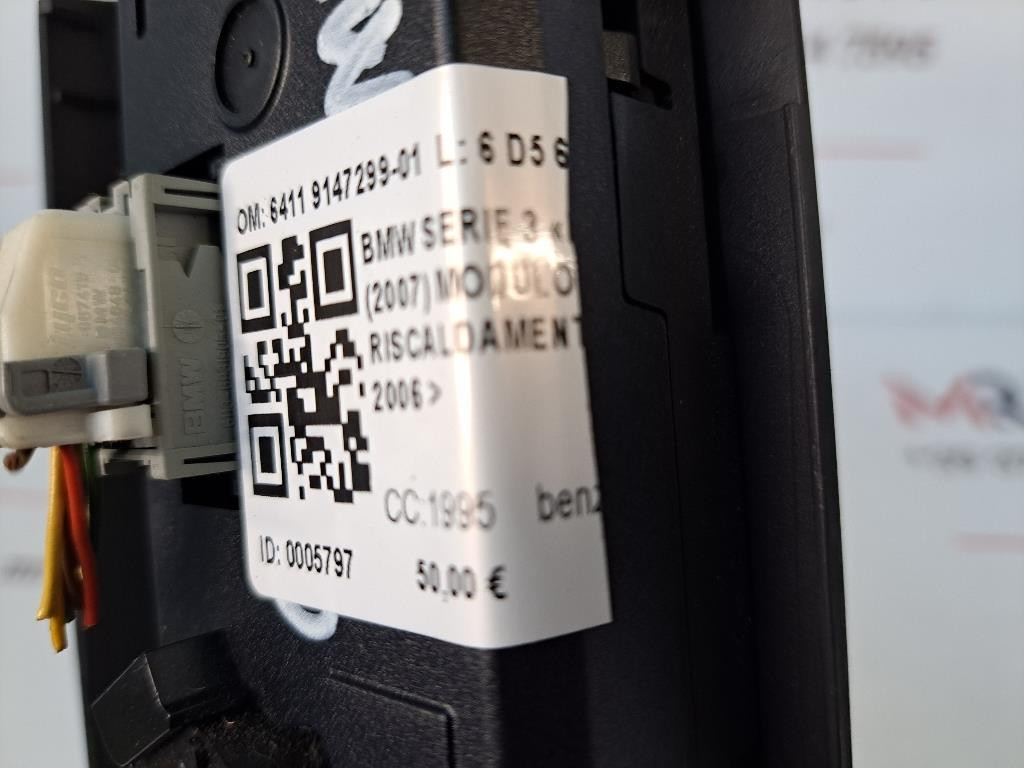 OM: 6411 9147299-01 L: 6 D5 6
BMW SERIE 3 <
(2007) MODULO
RISCALDAMENT
2006>
CC:1995 benz
ID: 0005797
50,00 €
BMW